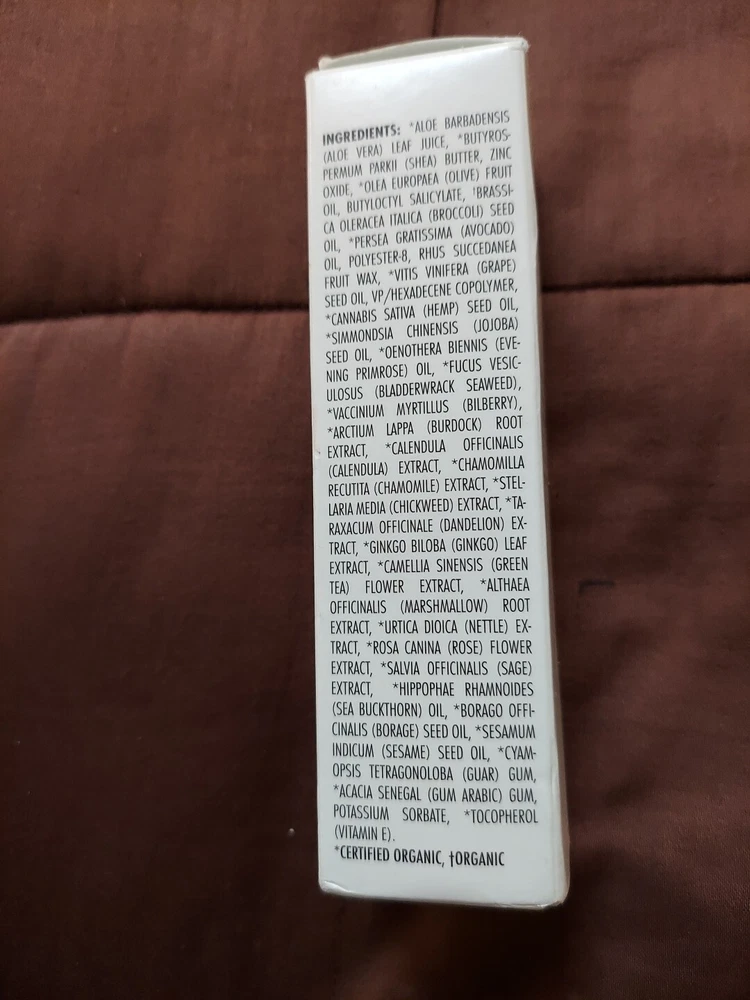 INGREDIENTS: *ALOE BARBADENSIS
(ALOE VERA) LEAF JUICE, *BUTYROS-
PERMUM PARKII (SHEA) BUTTER, ZINC
OXIDE, *OLEA EUROPAEA (OLIVE) FRUIT
OIL, BUTYLOCTYL SALICYLATE, †BRASSI-
CA OLERACEA ITALICA (BROCCOLI) SEED
OIL, *PERSEA GRATISSIMA (AVOCADO)
OIL, POLYESTER-8, RHUS SUCCEDANEA
FRUIT WAX, *VITIS VINIFERA (GRAPE)
SEED OIL, VP/HEXADECENE COPOLYMER,
*CANNABIS SATIVA (HEMP) SEED OIL,
*SIMMONDSIA CHINENSIS (JOJOBA)
SEED OIL, *OENOTHERA BIENNIS (EVE-
NING PRIMROSE) OIL, *FUCUS VESIC-
ULOSUS (BLADDERWRACK SEAWEED),
*VACCINIUM MYRTILLUS (BILBERRY),
*ARCTIUM LAPPA (BURDOCK) ROOT
EXTRACT, *CALENDULA OFFICINALIS
(CALENDULA) EXTRACT, *CHAMOMILLA
RECUTITA (CHAMOMILE) EXTRACT, *STEL-
LARIA MEDIA (CHICKWEED) EXTRACT, *TA-
RAXACUM OFFICINALE (DANDELION) EX-
TRACT, *GINKGO BILOBA (GINKGO) LEAF
EXTRACT, *CAMELLIA SINENSIS (GREEN
TEA) FLOWER EXTRACT, *ALTHAEA
OFFICINALIS (MARSHMALLOW) ROOT
EXTRACT, *URTICA DIOICA (NETTLE) EX-
TRACT, *ROSA CANINA (ROSE) FLOWER
EXTRACT, *SALVIA OFFICINALIS (SAGE)
EXTRACT, *HIPPOPHAE RHAMNOIDES
(SEA BUCKTHORN) OIL, *BORAGO OFFI-
CINALIS (BORAGE) SEED OIL, *SESAMUM
INDICUM (SESAME) SEED OIL, *CYAM-
OPSIS TETRAGONOLOBA (GUAR) GUM,
*ACACIA SENEGAL (GUM ARABIC) GUM,
POTASSIUM SORBATE, *TOCOPHEROL
(VITAMIN E).
*CERTIFIED ORGANIC, †ORGANIC